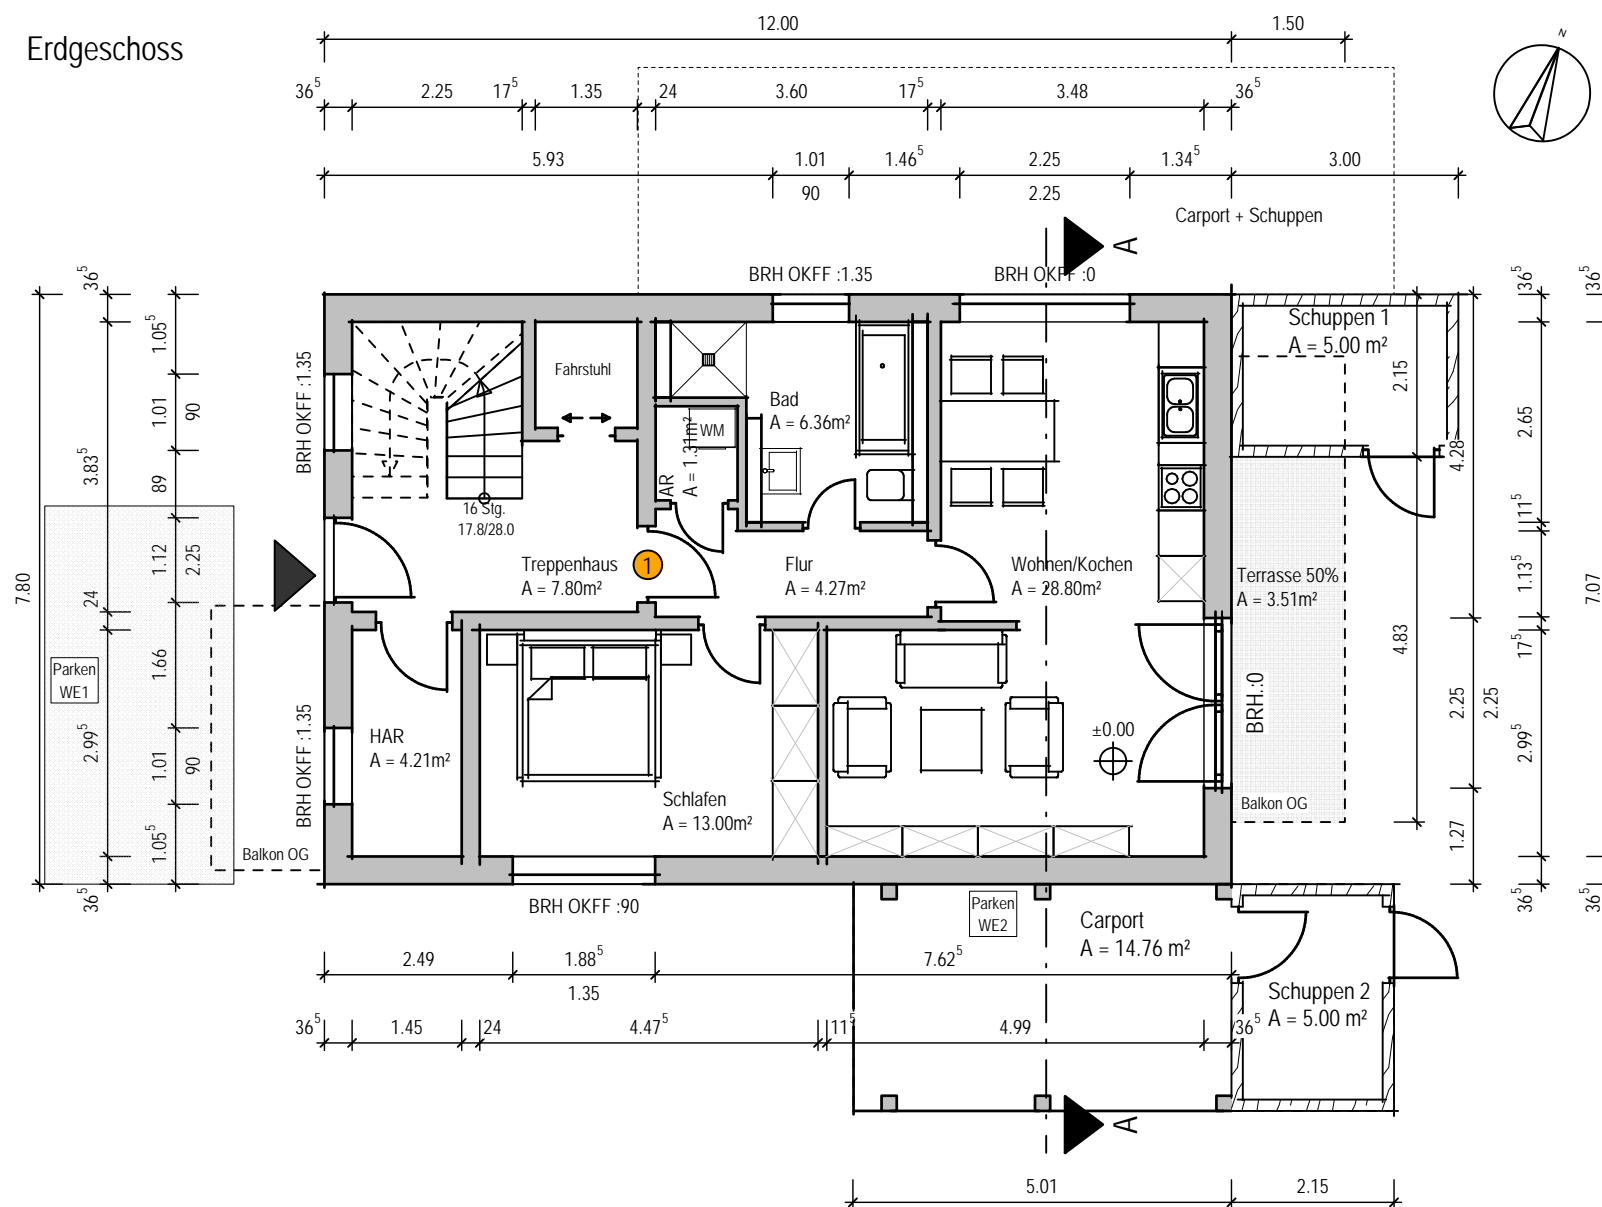 Erdgeschoss
12.00
1.50
N
36⁵
2.25
17⁵
1.35
24
3.60
17⁵
3.48
36⁵
5.93
1.01
1.46⁵
2.25
1.34⁵
3.00
90
2.25
Carport + Schuppen
A
BRH OKFF :1.35
BRH OKFF :0
36⁵
36⁵
36⁵
Schuppen 1
A = 5.00 m²
1.05⁵
BRH OKFF :1.35
Fahrstuhl
2.15
Bad
A = 6.36m²
WM
AR
A = 1.31m²
1.01
90
2.65
3.83⁵
4.28
89
16 Stg.
17.8/28.0
11⁵
1.12
2.25
Treppenhaus
A = 7.80m²
1
Flur
A = 4.27m²
Wohnen/Kochen
A = 28.80m²
Terrasse 50%
A = 3.51m²
1.13⁵
7.80
24
7.07
4.83
17⁵
Parken
WE1
1.66
BRH.:0
2.25
2.25
±0.00
HAR
A = 4.21m²
BRH OKFF :1.35
2.99⁵
1.01
90
2.99⁵
Schlafen
A = 13.00m²
Balkon OG
1.05⁵
Balkon OG
1.27
36⁵
36⁵
36⁵
BRH OKFF :90
Parken
WE2
Carport
A = 14.76 m²
2.49
1.88⁵
7.62⁵
1.35
Schuppen 2
A = 5.00 m²
36⁵
1.45
24
4.47⁵
11⁵
4.99
36⁵
A
5.01
2.15